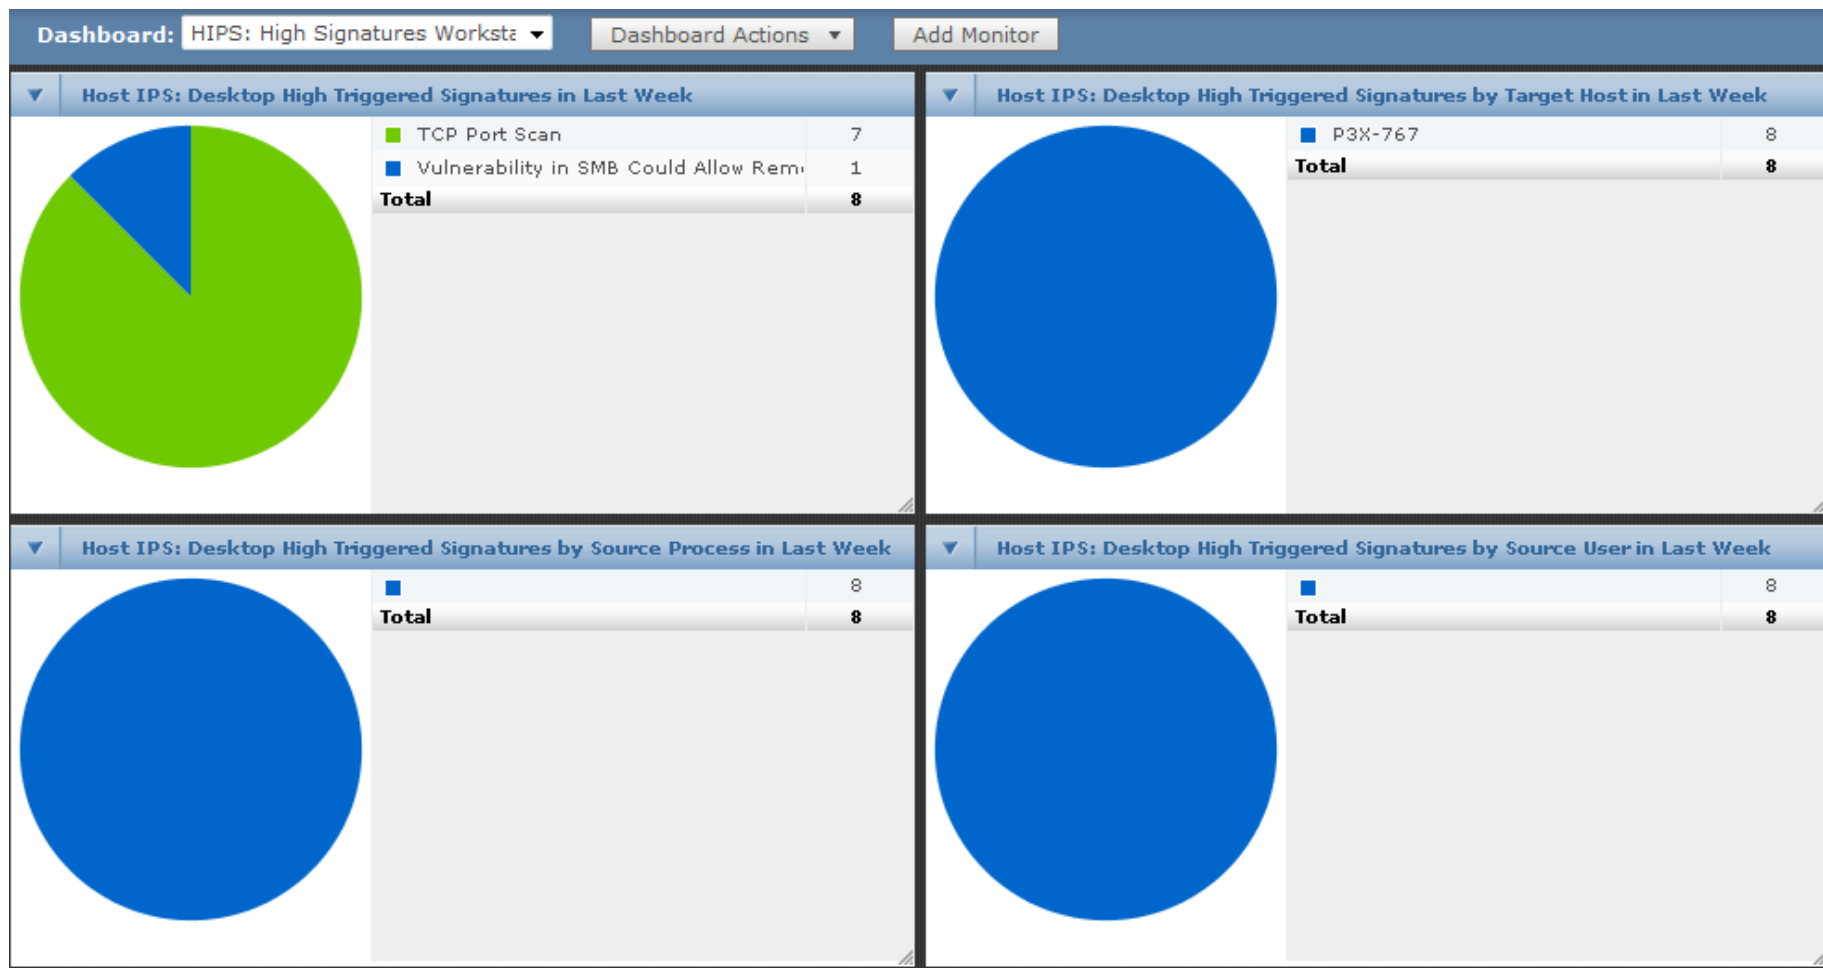 Dashboard: HIPS: High Signatures Worksta Dashboard Actions Add Monitor
Host IPS: Desktop High Triggered Signatures in Last Week
TCP Port Scan 7
Vulnerability in SMB Could Allow Rem 1
Total 8
Host IPS: Desktop High Triggered Signatures by Target Host in Last Week
P3X-767 8
Total 8
Host IPS: Desktop High Triggered Signatures by Source Process in Last Week
8
Total 8
Host IPS: Desktop High Triggered Signatures by Source User in Last Week
8
Total 8